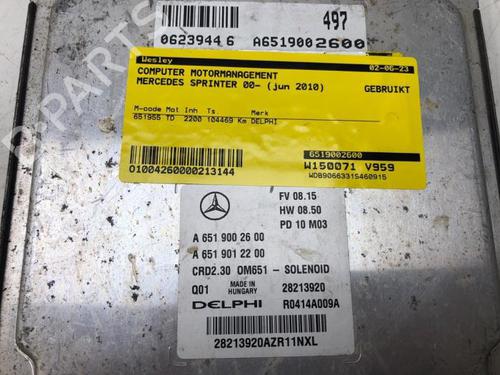 497
0623944 6 A6519002600
Wesley 02-06-23
COMPUTER MOTORMANAGEMENT
MERCEDES SPRINTER 00- (jun 2010) GEBRUIKT
M-code Mot Inh Ts Merk
651955 TD 2200 104469 Km DELPHI
6519002600
O1004260000213144 W150071 V959
WDB9066331S460915
FV 08.15
HW 08.50
PD 10 M03
A 651 900 26 00
A 651 901 22 00
CRD2.30 OM651 - SOLENOID
Q01 MADE IN HUNGARY 28213920
DELPHI R0414A009A
28213920AZR11NXL